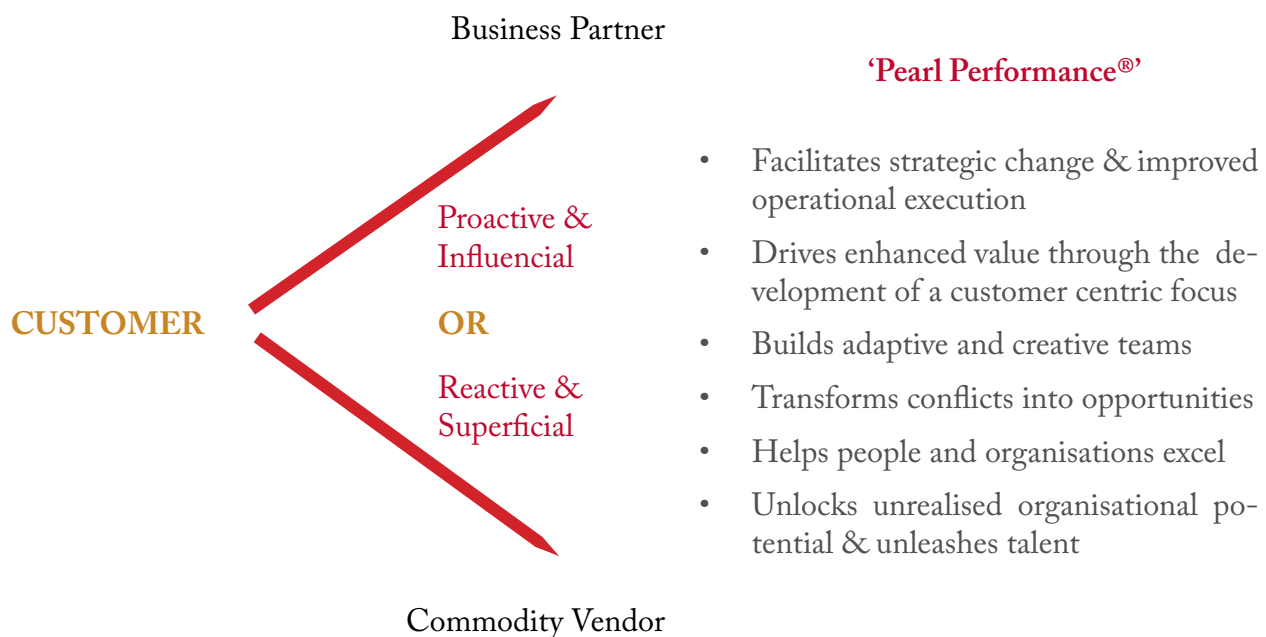 Business Partner
Proactive &
Influencial
CUSTOMER
OR
Reactive &
Superficial
Commodity Vendor
‘Pearl Performance®’
• Facilitates strategic change & improved
operational execution
• Drives enhanced value through the de-
velopment of a customer centric focus
• Builds adaptive and creative teams
• Transforms conflicts into opportunities
• Helps people and organisations excel
• Unlocks unrealised organisational po-
tential & unleashes talent